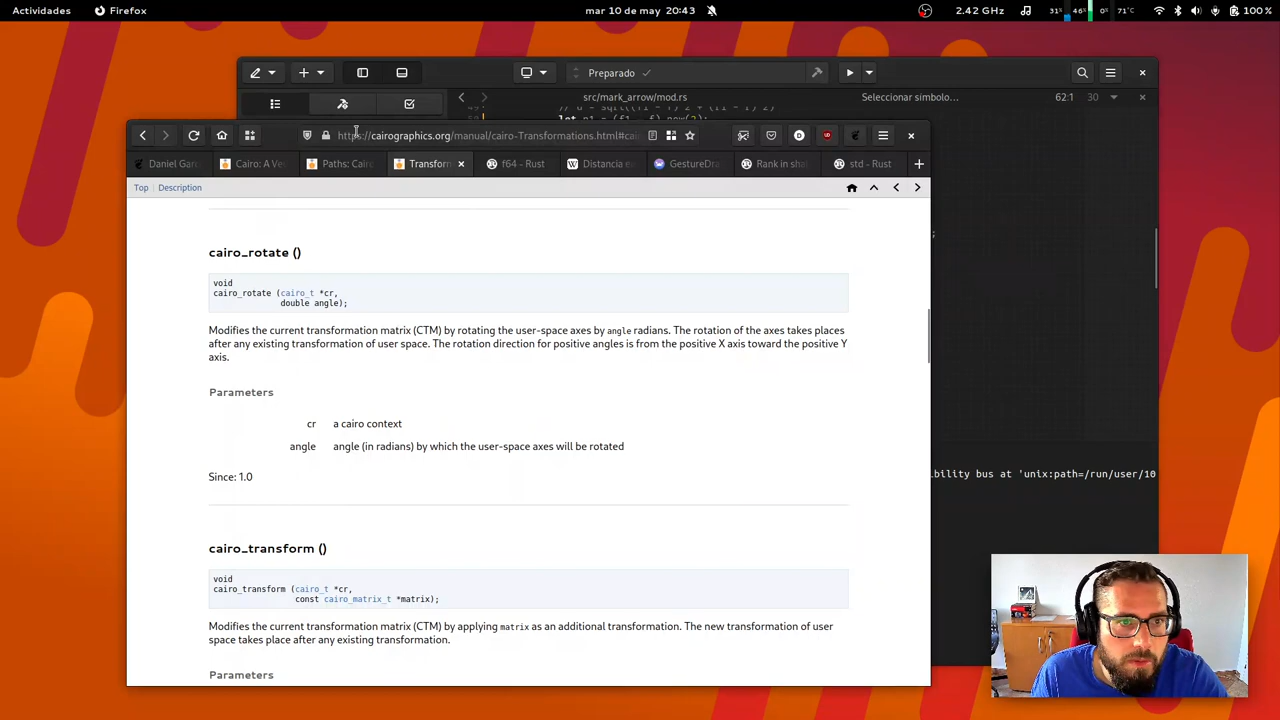 Actividades Firefox mar 10 de may 20:43 2.42 GHz 31% 46% 0% 71°C 100 %
Preparado
src/mark_arrow/mod.rs Seleccionar símbolo… 62:1 30
https://cairographics.org/manual/cairo-Transformations.html#cai
Daniel Garc Cairo: A Ve Paths: Cairo Transform f64 - Rust Distancia e GestureDra Rank in sha std - Rust
Top | Description
cairo_rotate ()
void
cairo_rotate (cairo_t *cr,
double angle);
Modifies the current transformation matrix (CTM) by rotating the user-space axes by angle radians. The rotation of the axes takes places
after any existing transformation of user space. The rotation direction for positive angles is from the positive X axis toward the positive Y
axis.
Parameters
cr a cairo context
angle angle (in radians) by which the user-space axes will be rotated
Since: 1.0
bility bus at 'unix:path=/run/user/10
cairo_transform ()
void
cairo_transform (cairo_t *cr,
const cairo_matrix_t *matrix);
Modifies the current transformation matrix (CTM) by applying matrix as an additional transformation. The new transformation of user
space takes place after any existing transformation.
Parameters